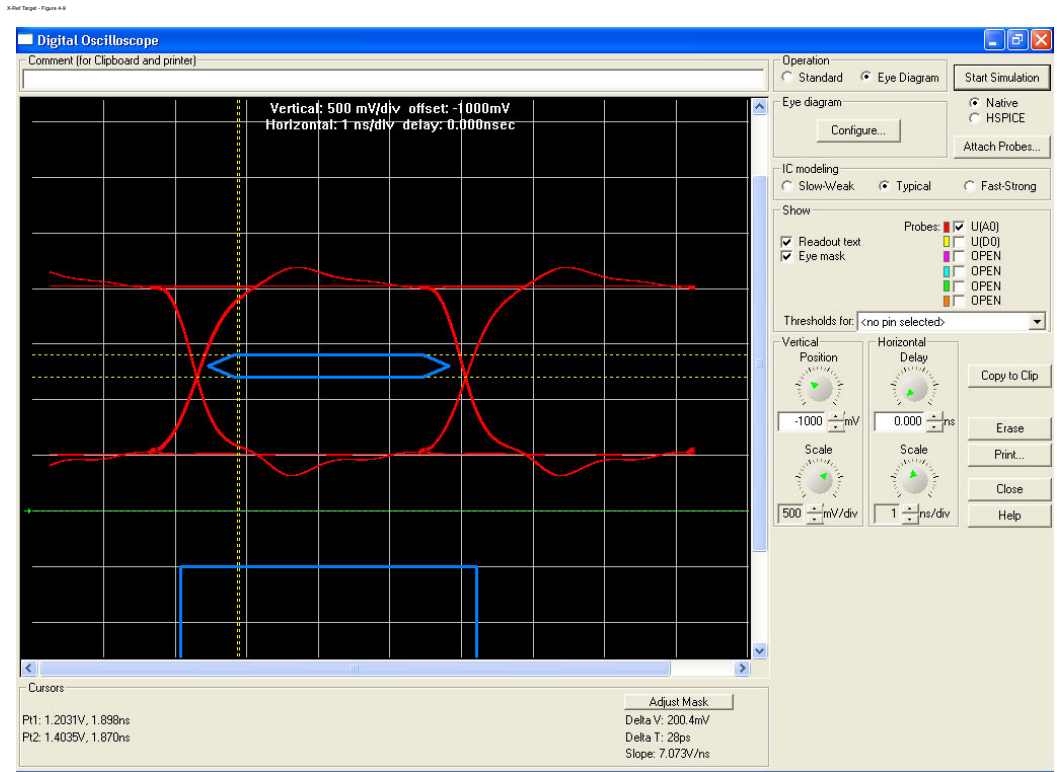 X-Ref Target - Figure 4-9
Digital Oscilloscope
Comment (for Clipboard and printer)
Vertical: 500 mV/div offset: -1000mV
Horizontal: 1 ns/div delay: 0.000nsec
Operation
Standard
Eye Diagram
Start Simulation
Eye diagram
Configure...
Native
HSPICE
Attach Probes...
IC modeling
Slow-Weak
Typical
Fast-Strong
Show
Probes:
U(A0)
Readout text
U(D0)
Eye mask
OPEN
OPEN
OPEN
OPEN
Thresholds for: <no pin selected>
Vertical
Horizontal
Position
Delay
Copy to Clip
-1000 mV
0.000 ns
Erase
Scale
Scale
Print...
Close
500 mV/div
1 ns/div
Help
Cursors
Adjust Mask
Pt1: 1.2031V, 1.898ns
Delta V: 200.4mV
Pt2: 1.4035V, 1.870ns
Delta T: 28ps
Slope: 7.073V/ns